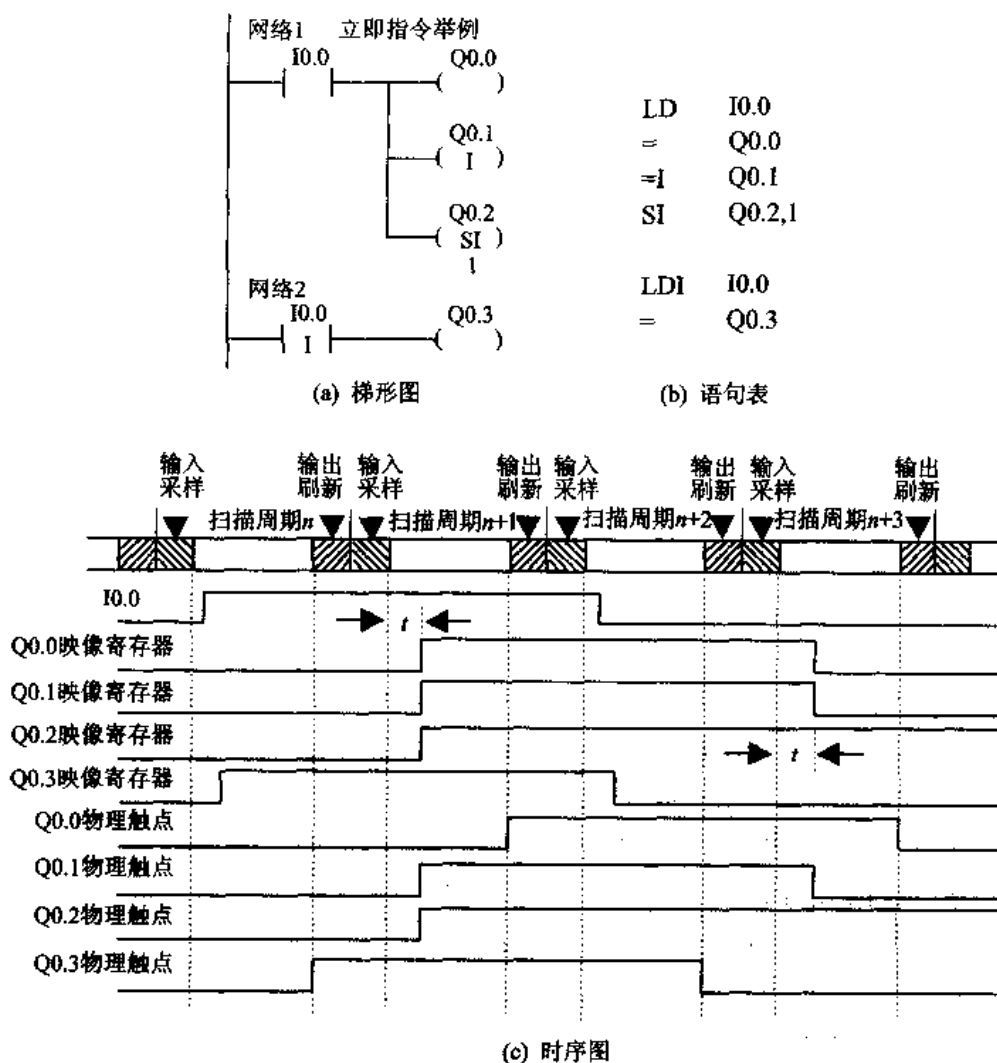 网络1 立即指令举例
I0.0 Q0.0
Q0.1
I
Q0.2
SI
1
网络2
I0.0 Q0.3
I
(a) 梯形图
LD I0.0
= Q0.0
=I Q0.1
SI Q0.2,1
LDI I0.0
= Q0.3
(b) 语句表
输入 输出 输入 输出 输入 输出 输入 输出
采样 刷新 采样 刷新 采样 刷新 采样 刷新
扫描周期n 扫描周期n+1 扫描周期n+2 扫描周期n+3
I0.0
t
Q0.0映像寄存器
Q0.1映像寄存器
Q0.2映像寄存器
t
Q0.3映像寄存器
Q0.0物理触点
Q0.1物理触点
Q0.2物理触点
Q0.3物理触点
(c) 时序图